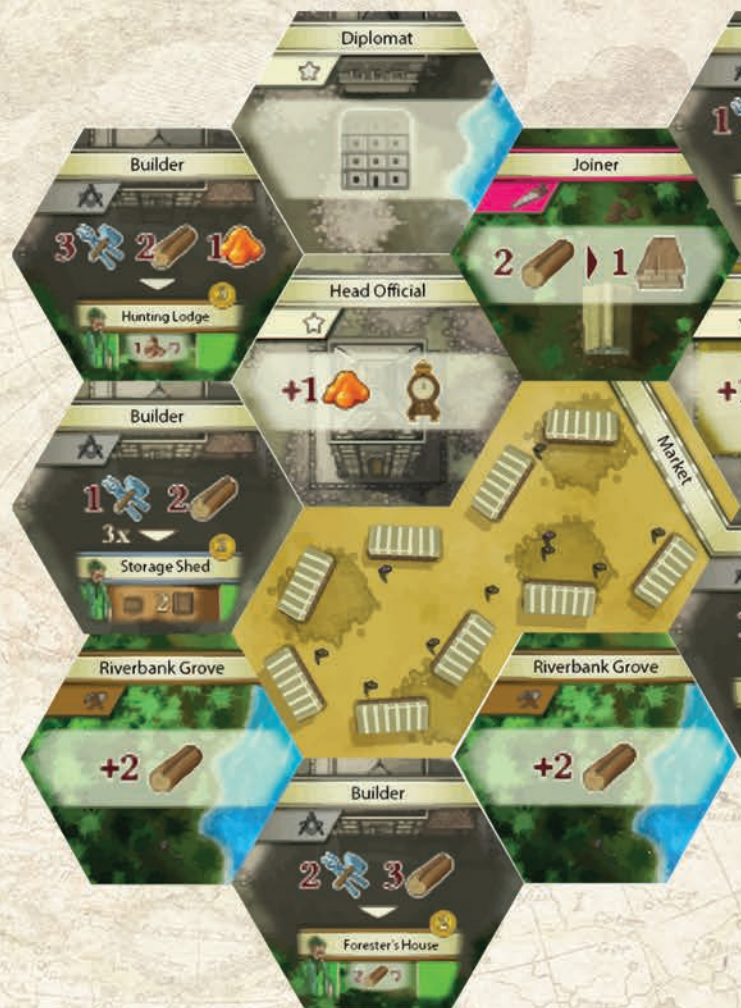 Diplomat
Builder
3 2 1
Hunting Lodge
Joiner
2 1
Head Official
+1
Builder
1 2
3x
Storage Shed
2
Market
Riverbank Grove
+2
Riverbank Grove
+2
Builder
2 3
Forester's House
1